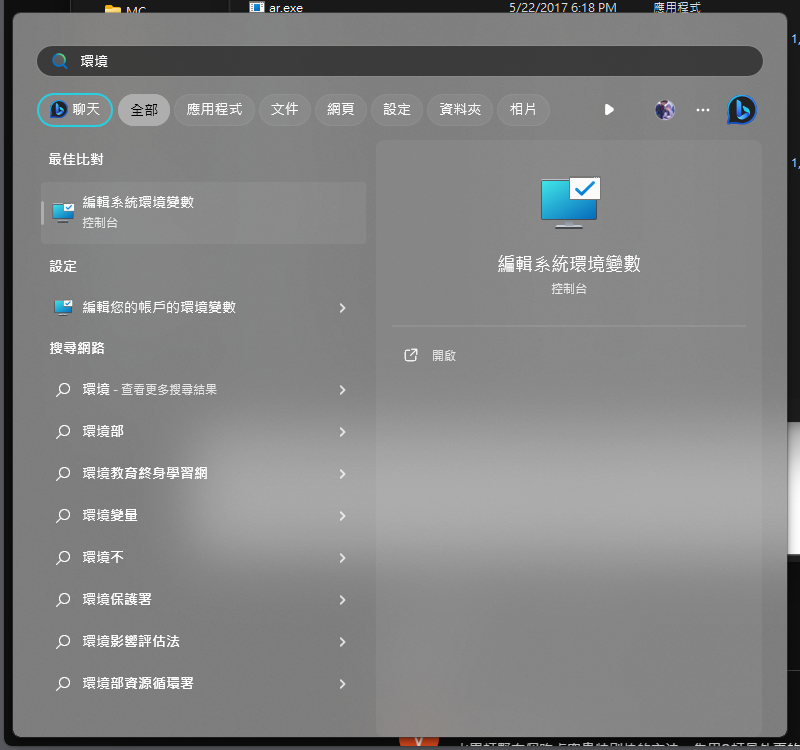 MC
ar.exe
5/22/2017 6:18 PM
應用程式
環境
聊天
全部
應用程式
文件
網頁
設定
資料夾
相片
最佳比對
編輯系統環境變數
控制台
設定
編輯您的帳戶的環境變數
搜尋網路
環境 - 查看更多搜尋結果
環境部
環境教育終身學習網
環境變量
環境不
環境保護署
環境影響評估法
環境部資源循環署
編輯系統環境變數
控制台
開啟